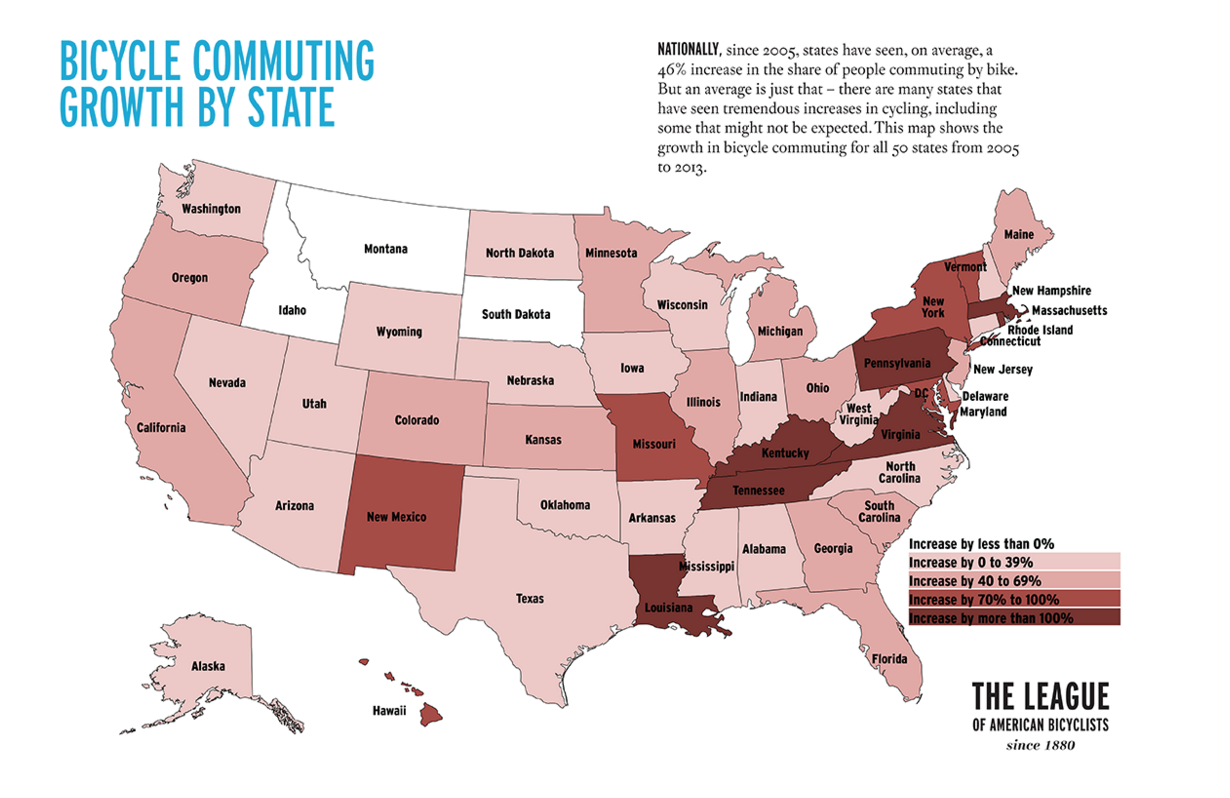 BICYCLE COMMUTING
GROWTH BY STATE
NATIONALLY, since 2005, states have seen, on average, a
46% increase in the share of people commuting by bike.
But an average is just that – there are many states that
have seen tremendous increases in cycling, including
some that might not be expected. This map shows the
growth in bicycle commuting for all 50 states from 2005
to 2013.
Washington
Montana
North Dakota
Minnesota
Maine
Vermont
Oregon
Idaho
South Dakota
Wisconsin
New
York
New Hampshire
Massachusetts
Rhode Island
Connecticut
Wyoming
Michigan
Pennsylvania
New Jersey
Nevada
Utah
Nebraska
Iowa
Illinois
Indiana
Ohio
DC
Delaware
Maryland
West
Virginia
Virginia
California
Colorado
Kansas
Missouri
Kentucky
North
Carolina
Tennessee
Arizona
New Mexico
Oklahoma
Arkansas
South
Carolina
Mississippi
Alabama
Georgia
Texas
Louisiana
Florida
Alaska
Hawaii
Increase by less than 0%
Increase by 0 to 39%
Increase by 40 to 69%
Increase by 70% to 100%
Increase by more than 100%
THE LEAGUE
OF AMERICAN BICYCLISTS
since 1880